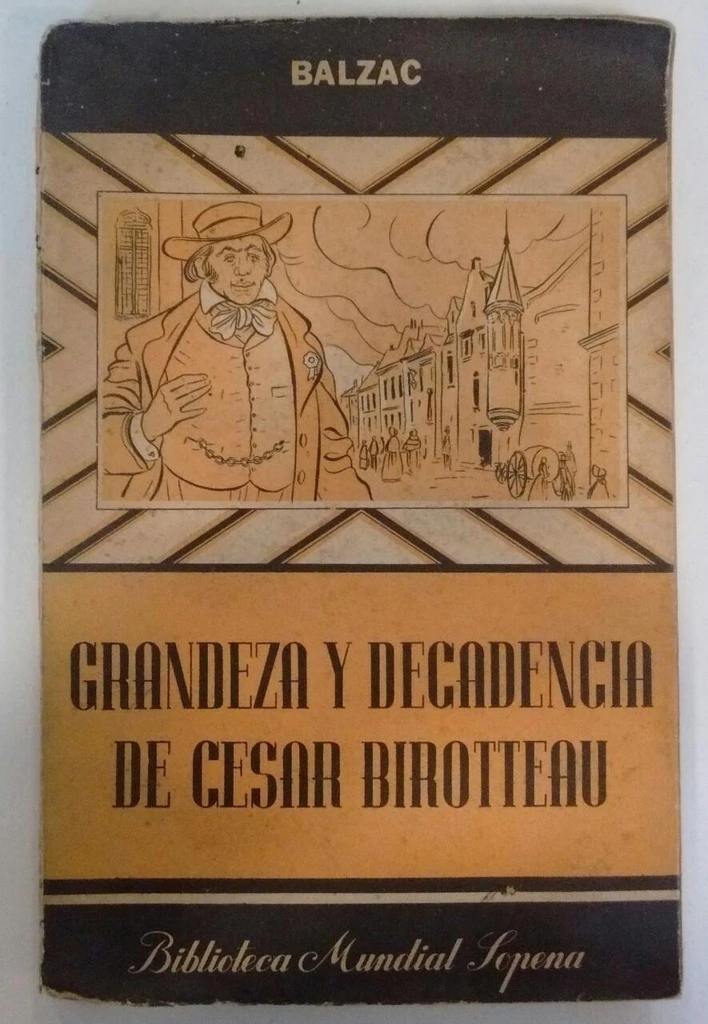 BALZAC
GRANDEZA Y DECADENCIA
DE CESAR BIROTTEAU
Biblioteca Mundial Sopena